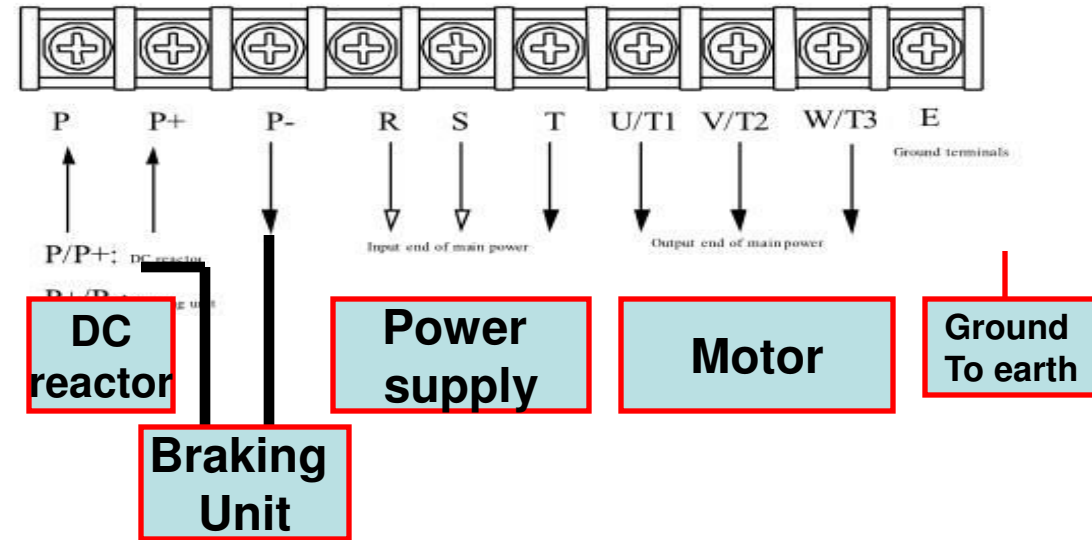 P P+ P- R S T U/T1 V/T2 W/T3 E
Ground terminals
P/P+: DC reactor
Input end of main power
Output end of main power
DC
reactor
Power
supply
Motor
Ground
To earth
Braking
Unit